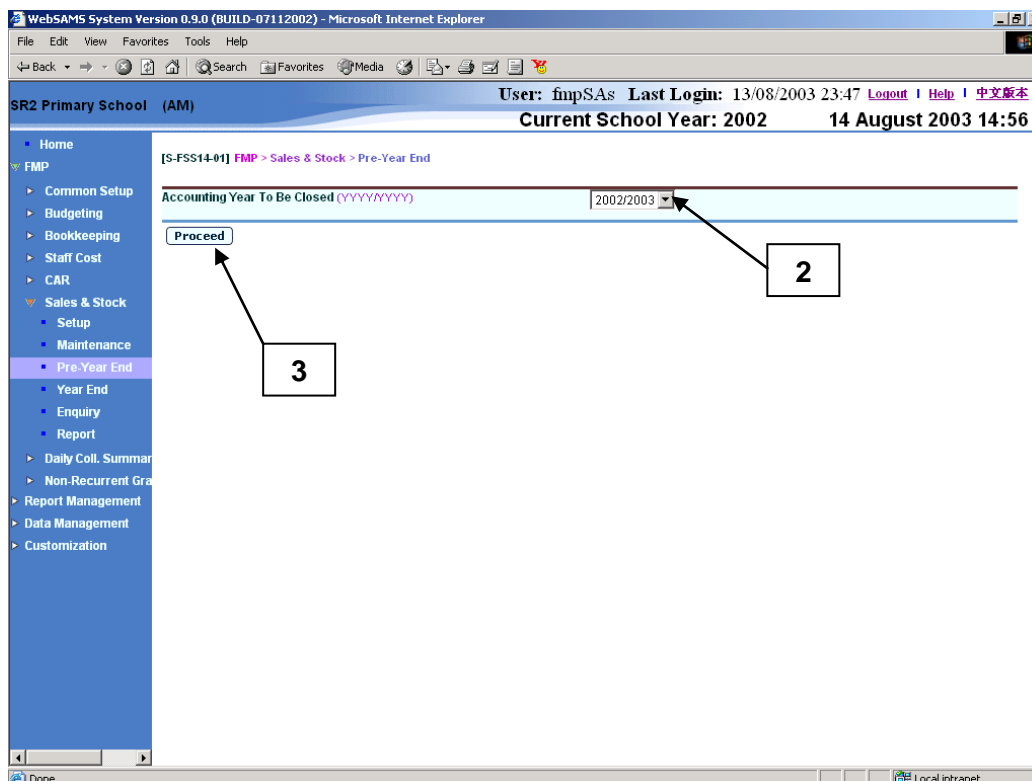 WebSAMS System Version 0.9.0 (BUILD-07112002) - Microsoft Internet Explorer
File Edit View Favorites Tools Help
Back Search Favorites Media
SR2 Primary School (AM)
User: fmpSAs Last Login: 13/08/2003 23:47 Logout | Help | 中文版本
Current School Year: 2002 14 August 2003 14:56
Home
FMP
Common Setup
Budgeting
Bookkeeping
Staff Cost
CAR
Sales & Stock
Setup
Maintenance
Pre-Year End
Year End
Enquiry
Report
Daily Coll. Summar
Non-Recurrent Gra
Report Management
Data Management
Customization
[S-FSS14-01] FMP > Sales & Stock > Pre-Year End
Accounting Year To Be Closed (YYYY/YYYY) 2002/2003
Proceed
2
3
Done Local intranet